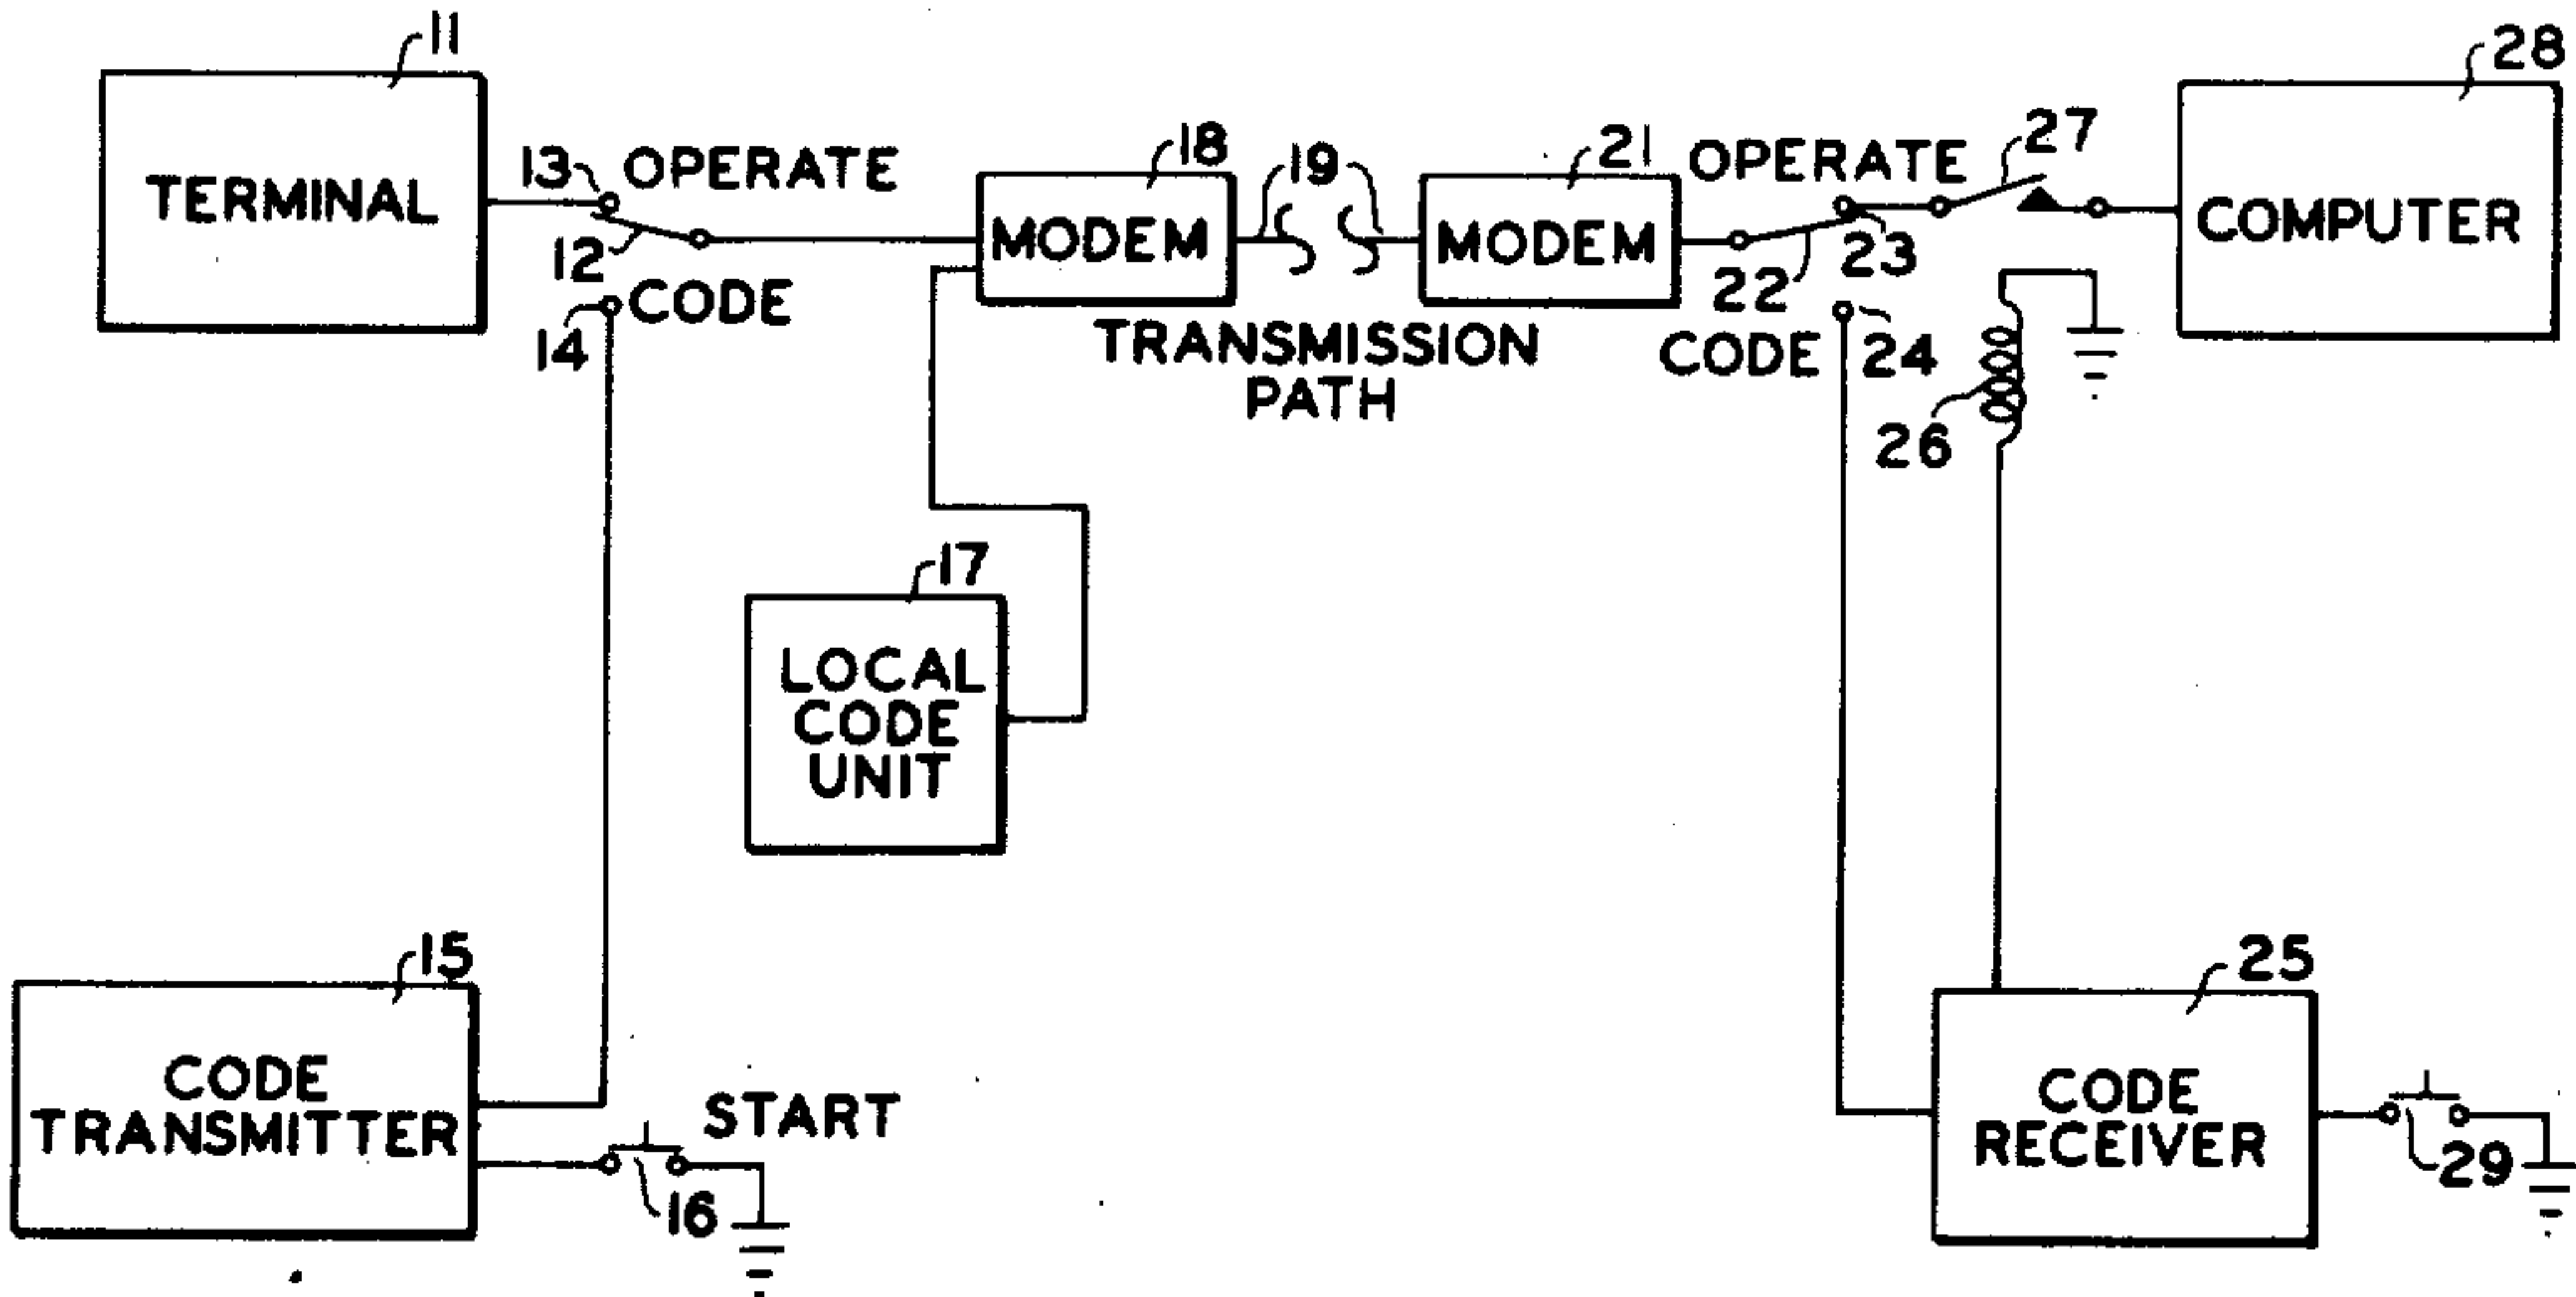 11
28
TERMINAL
13
OPERATE
12
CODE
14
18
MODEM
19
TRANSMISSION
PATH
21
MODEM
OPERATE
27
22
23
CODE
24
26
COMPUTER
17
LOCAL
CODE
UNIT
15
CODE
TRANSMITTER
START
16
25
CODE
RECEIVER
29